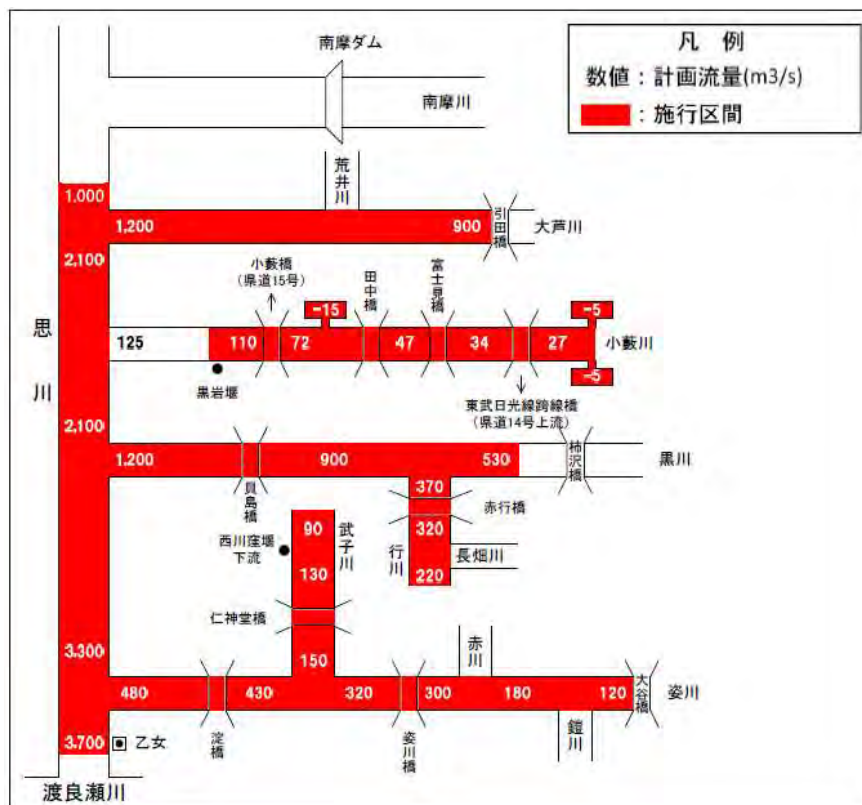 凡 例
数値：計画流量(m3/s)
：施行区間
南摩ダム
南摩川
荒井川
1,000
1,200
900
引田橋
大芦川
2,100
小藪橋
（県道15号）
田中橋
富士見橋
-15
-5
思川
125
110
72
47
34
27
小藪川
-5
黒岩堰
東武日光線跨線橋
（県道14号上流）
2,100
1,200
900
530
柿沢橋
黒川
貝島橋
370
赤行橋
320
行川
長畑川
220
90
武子川
西川窪堰
下流
130
仁神堂橋
150
赤川
3,300
480
430
320
300
180
120
大谷橋
姿川
淀橋
姿川橋
鎧川
3,700
乙女
渡良瀬川